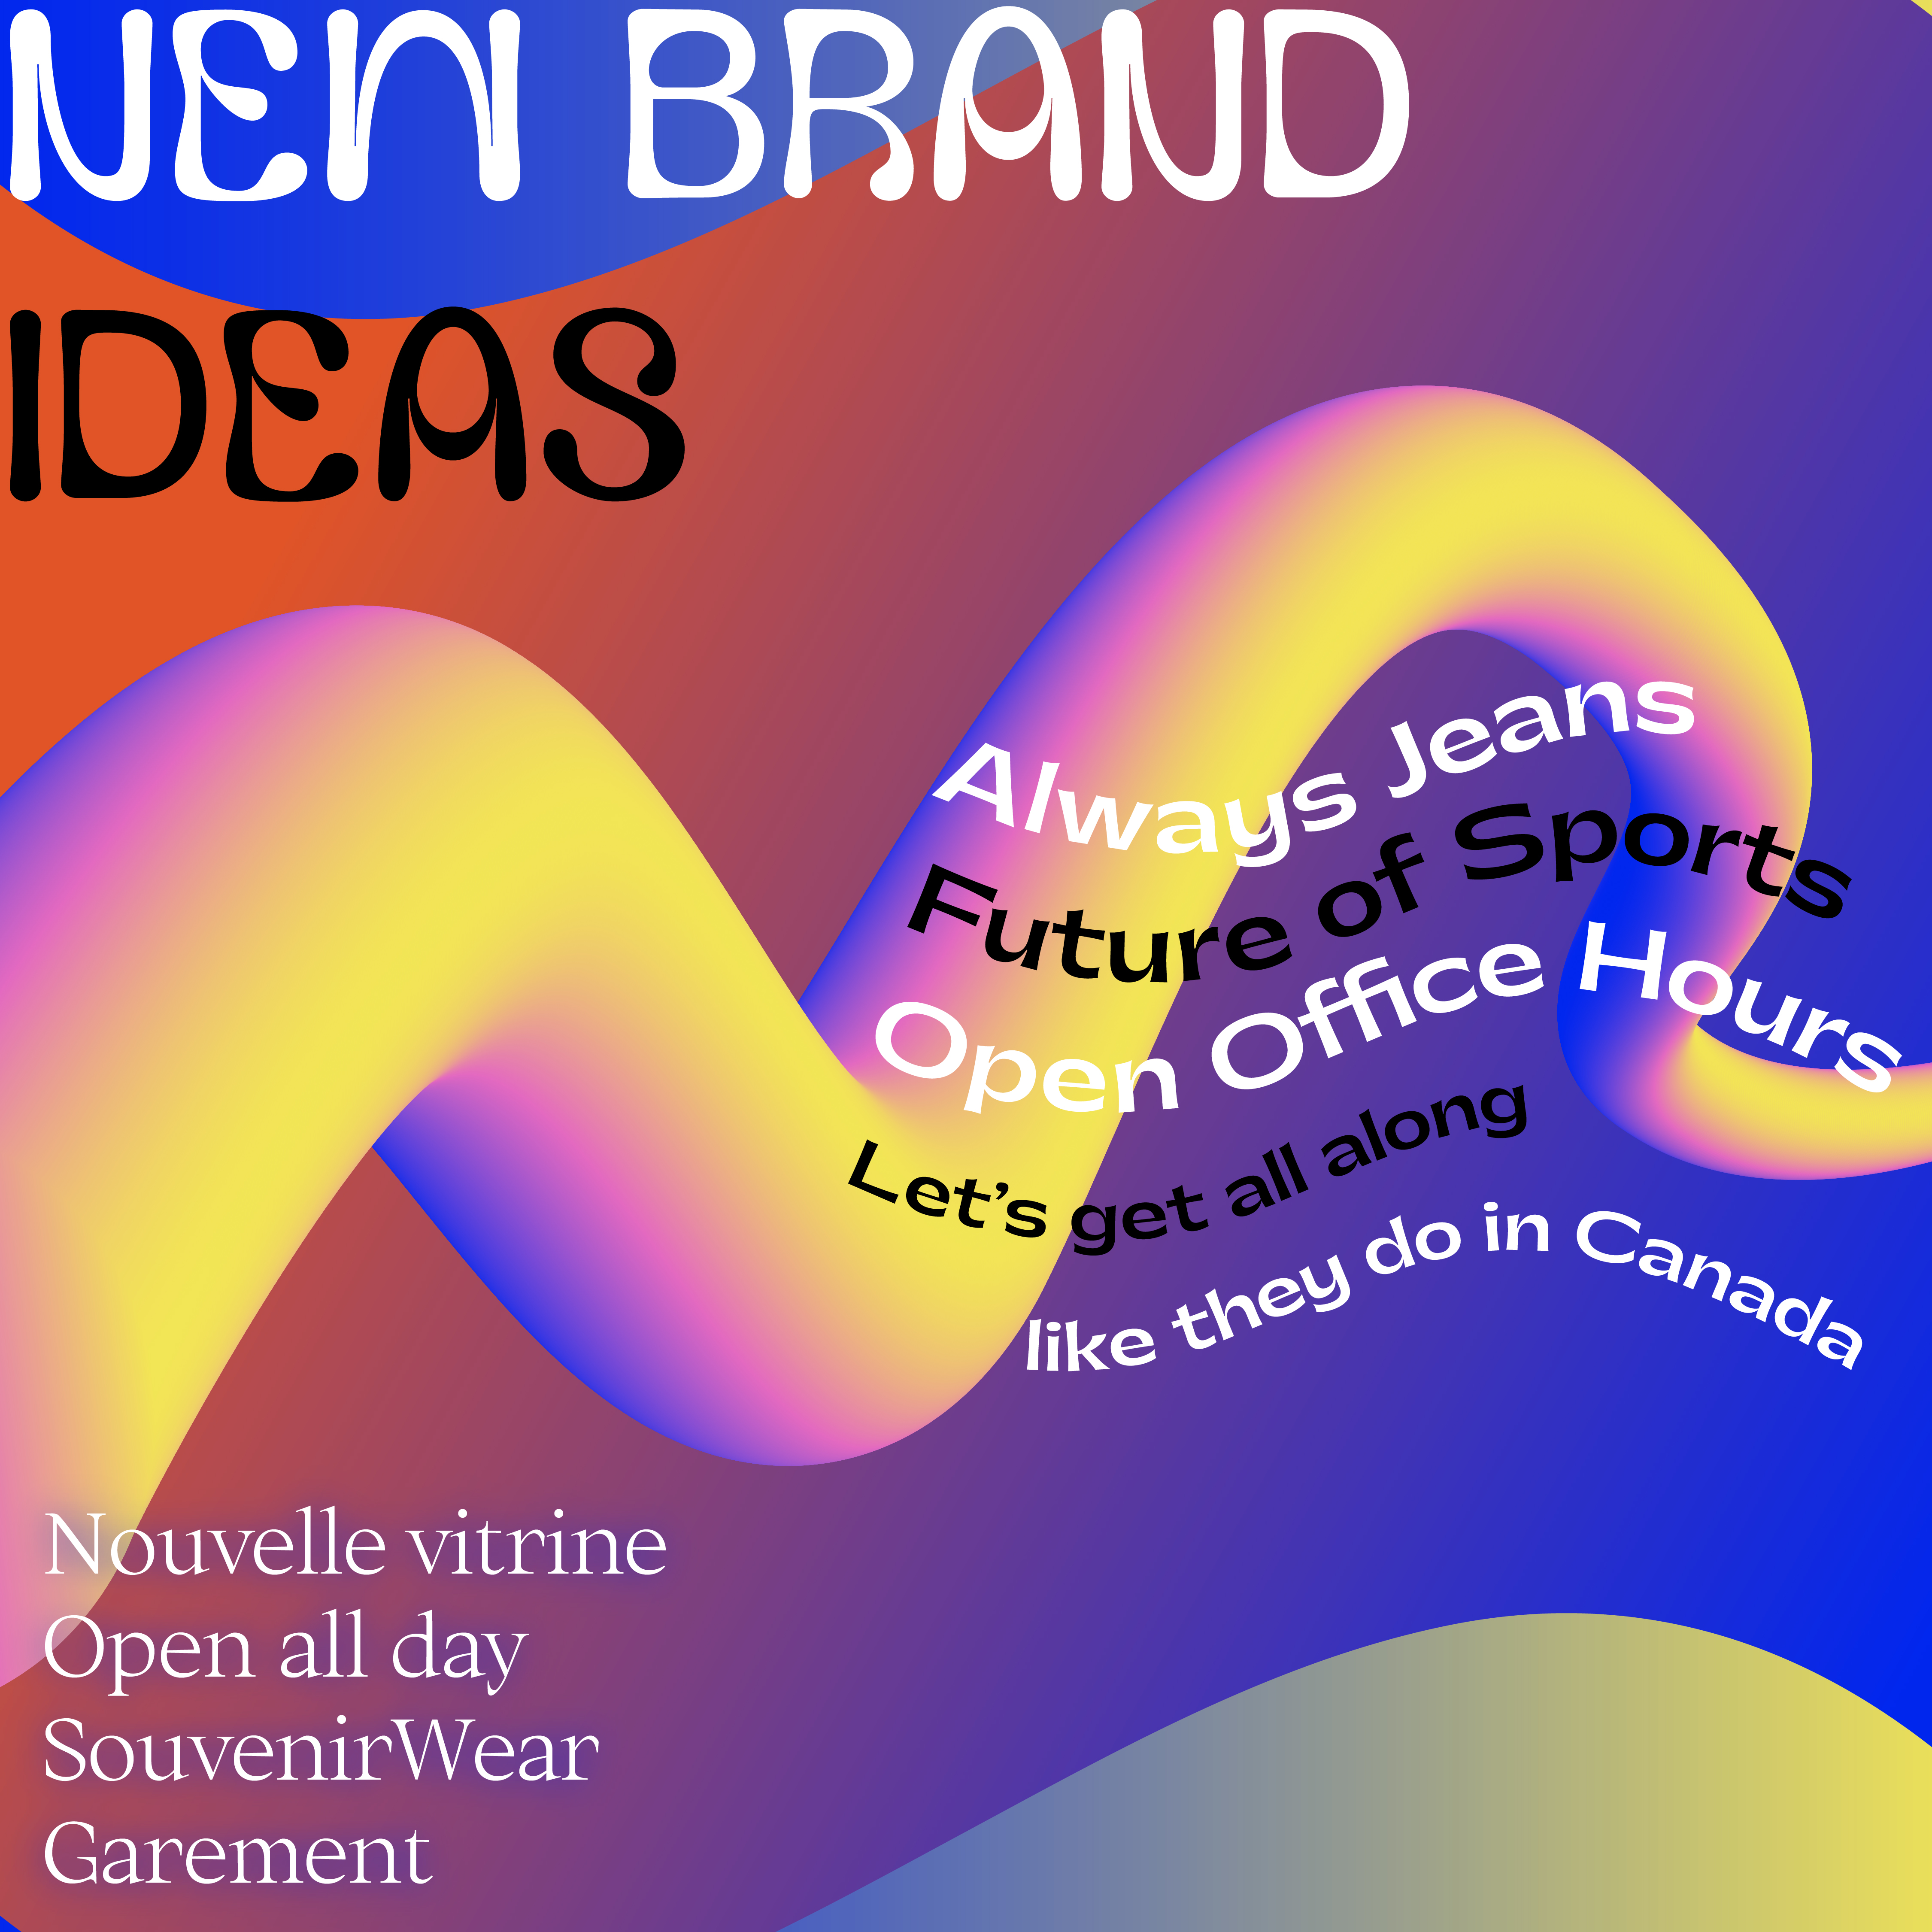 NEN BRAND
IDEAS
Always Jeans
Future of Sports
Open Office Hours
Let’s get all along
like they do in Canada
Nouvelle vitrine
Open all day
SouvenirWear
Garement